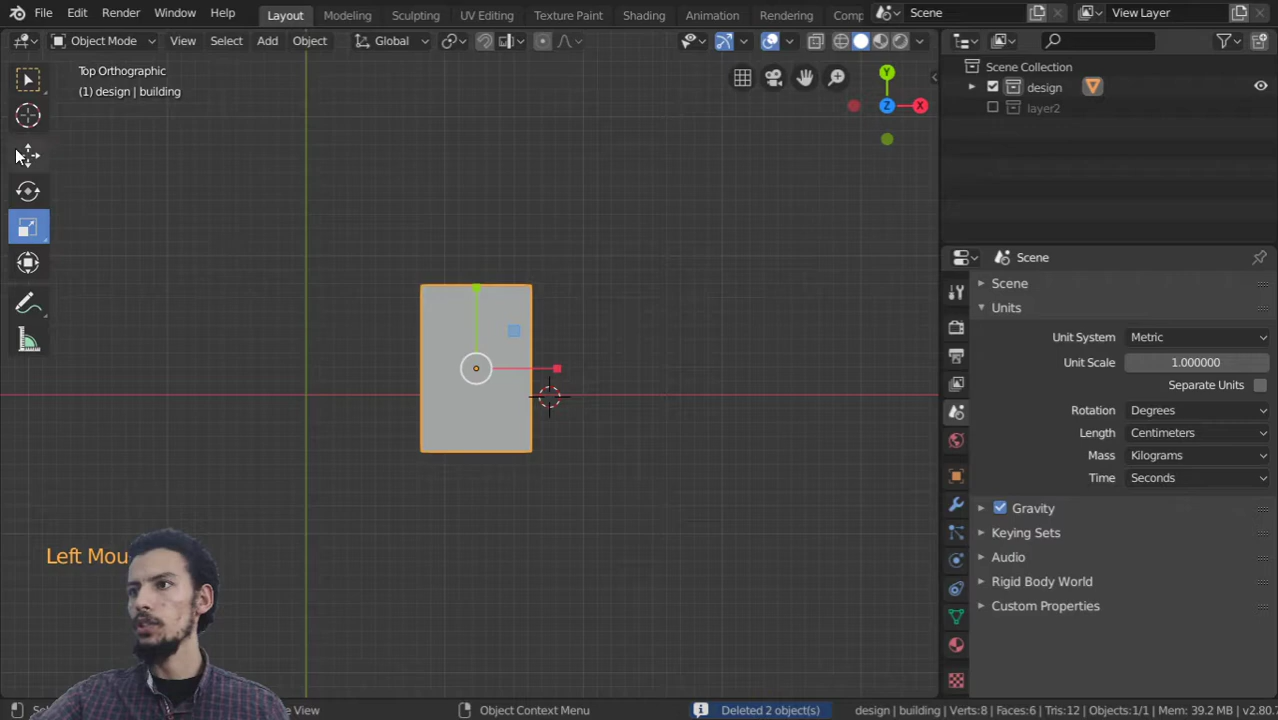 File Edit Render Window Help Layout Modeling Sculpting UV Editing Texture Paint Shading Animation Rendering Comp Scene View Layer
Object Mode View Select Add Object Global
Top Orthographic
(1) design | building
Y
Z
X
Scene Collection
design
layer2
Scene
Scene
Units
Unit System Metric
Unit Scale 1.000000
Separate Units
Rotation Degrees
Length Centimeters
Mass Kilograms
Time Seconds
Gravity
Keying Sets
Audio
Rigid Body World
Custom Properties
Left Mou
View Object Context Menu Deleted 2 object(s) design | building | Verts:8 | Faces:6 | Tris:12 | Objects:1/1 | Mem: 39.2 MB | v2.80.